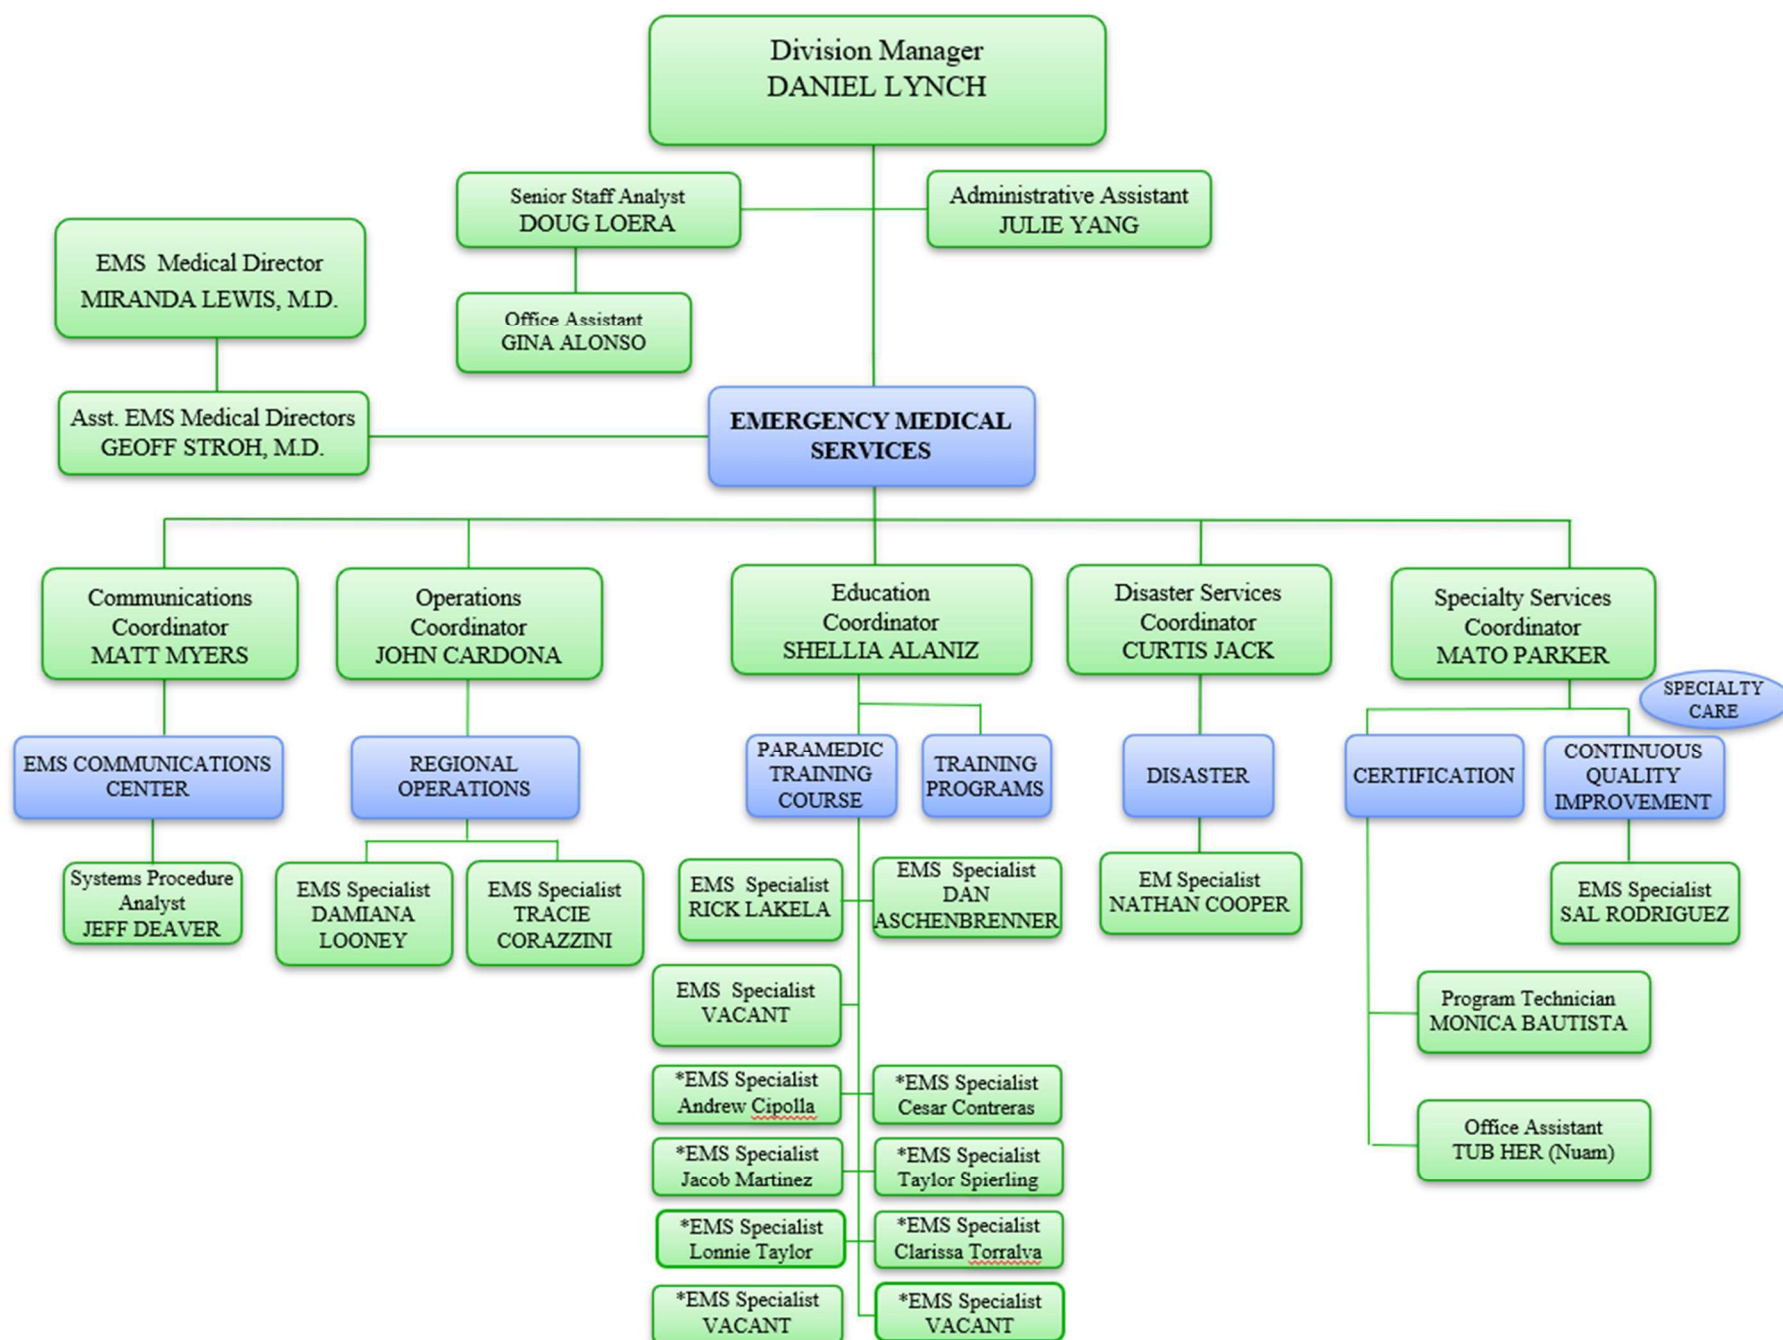 Division Manager
DANIEL LYNCH
Senior Staff Analyst
DOUG LOERA
Administrative Assistant
JULIE YANG
EMS  Medical Director
MIRANDA LEWIS, M.D.
Office Assistant
GINA ALONSO
Asst. EMS Medical Directors
GEOFF STROH, M.D.
EMERGENCY MEDICAL
SERVICES
Communications
Coordinator
MATT MYERS
Operations
Coordinator
JOHN CARDONA
Education
Coordinator
SHELLIA ALANIZ
Disaster Services
Coordinator
CURTIS JACK
Specialty Services
Coordinator
MATO PARKER
SPECIALTY
CARE
EMS COMMUNICATIONS
CENTER
REGIONAL
OPERATIONS
PARAMEDIC
TRAINING
COURSE
TRAINING
PROGRAMS
DISASTER
CERTIFICATION
CONTINUOUS
QUALITY
IMPROVEMENT
Systems Procedure
Analyst
JEFF DEAVER
EMS Specialist
DAMIANA
LOONEY
EMS Specialist
TRACIE
CORAZZINI
EMS  Specialist
RICK LAKELA
EMS  Specialist
DAN
ASCHENBRENNER
EM Specialist
NATHAN COOPER
EMS Specialist
SAL RODRIGUEZ
EMS  Specialist
VACANT
Program Technician
MONICA BAUTISTA
*EMS Specialist
Andrew Cipolla
*EMS Specialist
Cesar Contreras
Office Assistant
TUB HER (Nuam)
*EMS Specialist
Jacob Martinez
*EMS Specialist
Taylor Spierling
*EMS Specialist
Lonnie Taylor
*EMS Specialist
Clarissa Torralva
*EMS Specialist
VACANT
*EMS Specialist
VACANT